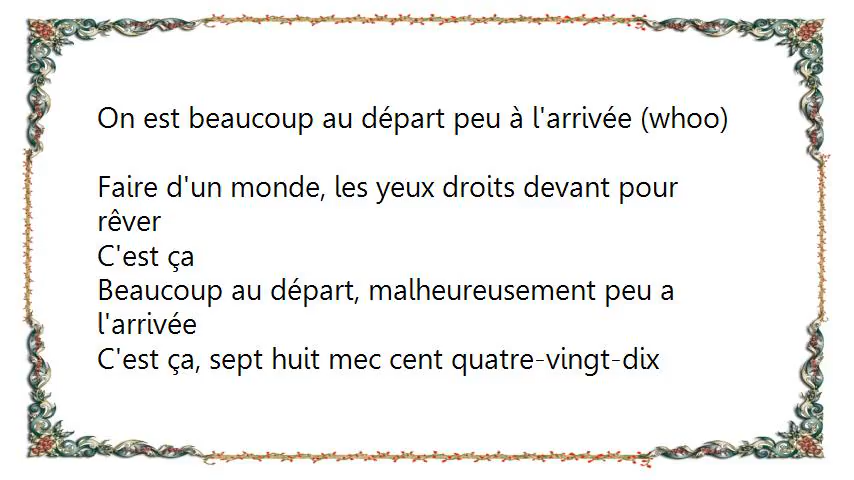 On est beaucoup au départ peu à l'arrivée (whoo)
Faire d'un monde, les yeux droits devant pour
rêver
C'est ça
Beaucoup au départ, malheureusement peu a
l'arrivée
C'est ça, sept huit mec cent quatre-vingt-dix